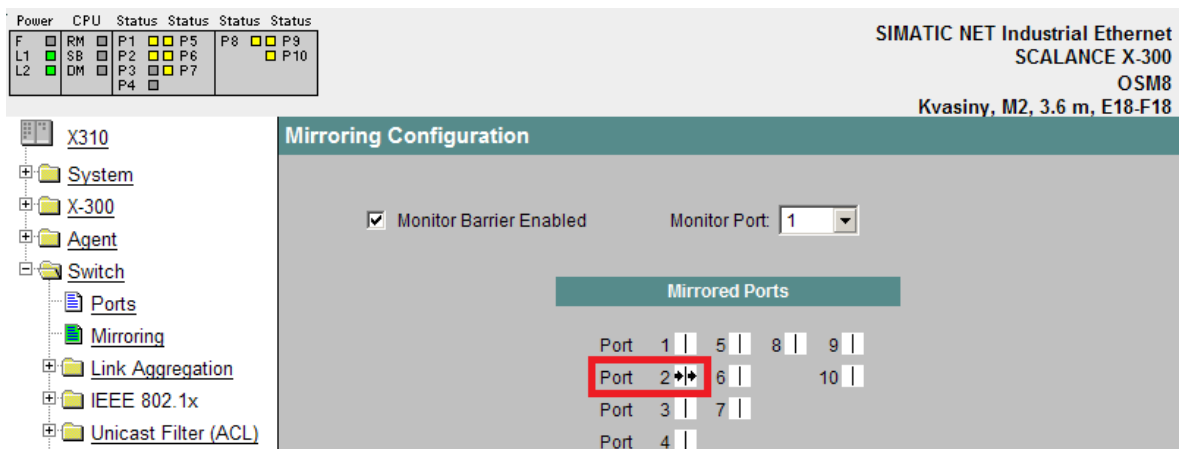 Power CPU Status Status Status Status
F RM P1 P5 P8 P9
L1 SB P2 P6 P10
L2 DM P3 P7
P4
SIMATIC NET Industrial Ethernet
SCALANCE X-300
OSM8
Kvasiny, M2, 3.6 m, E18-F18
X310
System
X-300
Agent
Switch
Ports
Mirroring
Link Aggregation
IEEE 802.1x
Unicast Filter (ACL)
Mirroring Configuration
Monitor Barrier Enabled Monitor Port: 1
Mirrored Ports
Port 1 5 8 9
Port 2 6 10
Port 3 7
Port 4